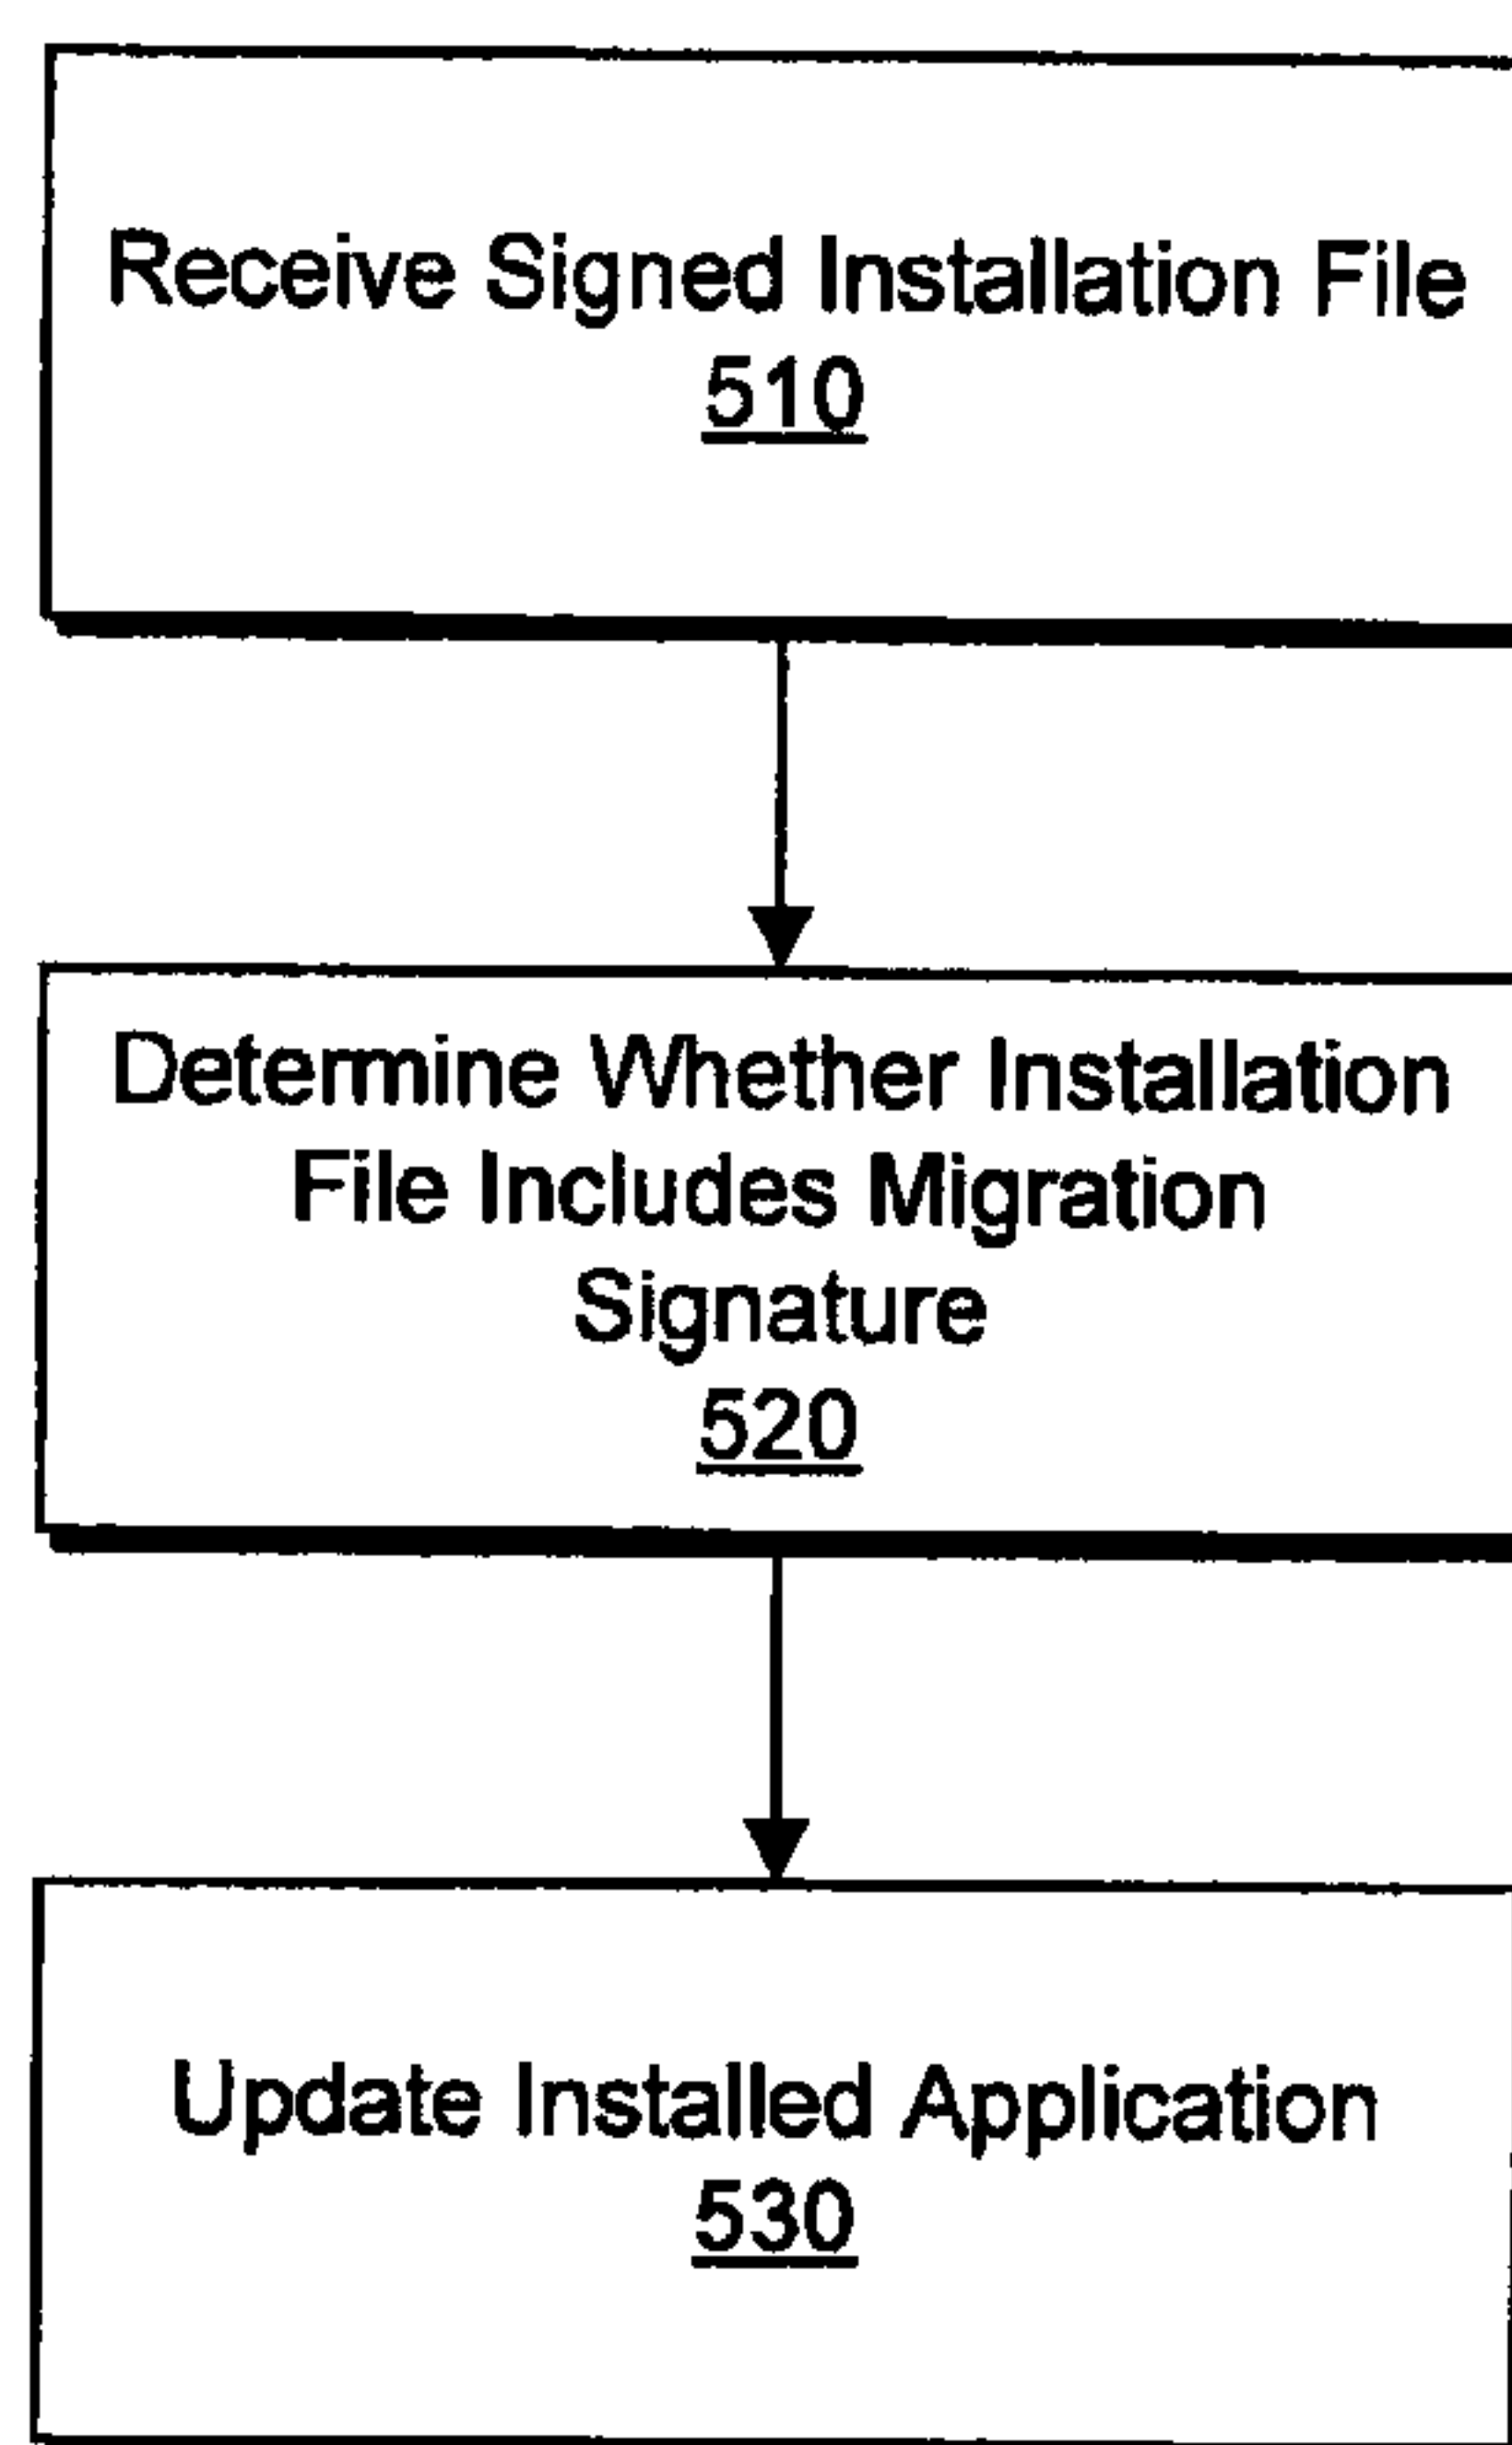 Receive Signed Installation File
510
Determine Whether Installation
File Includes Migration
Signature
520
Update Installed Application
530